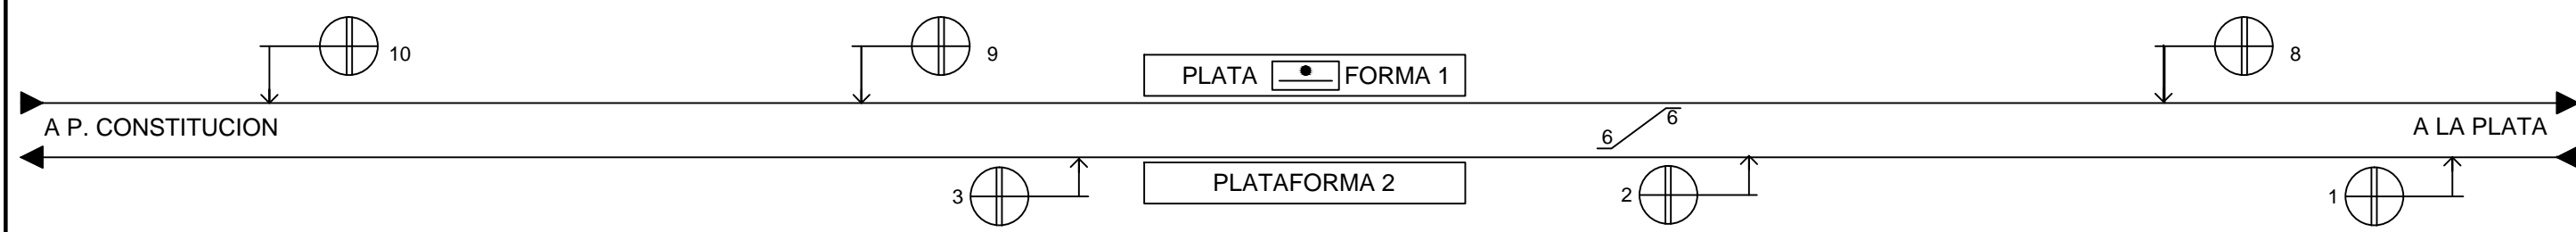 10
9
8
PLATA FORMA 1
A P. CONSTITUCION
6
6
A LA PLATA
PLATAFORMA 2
3
2
1